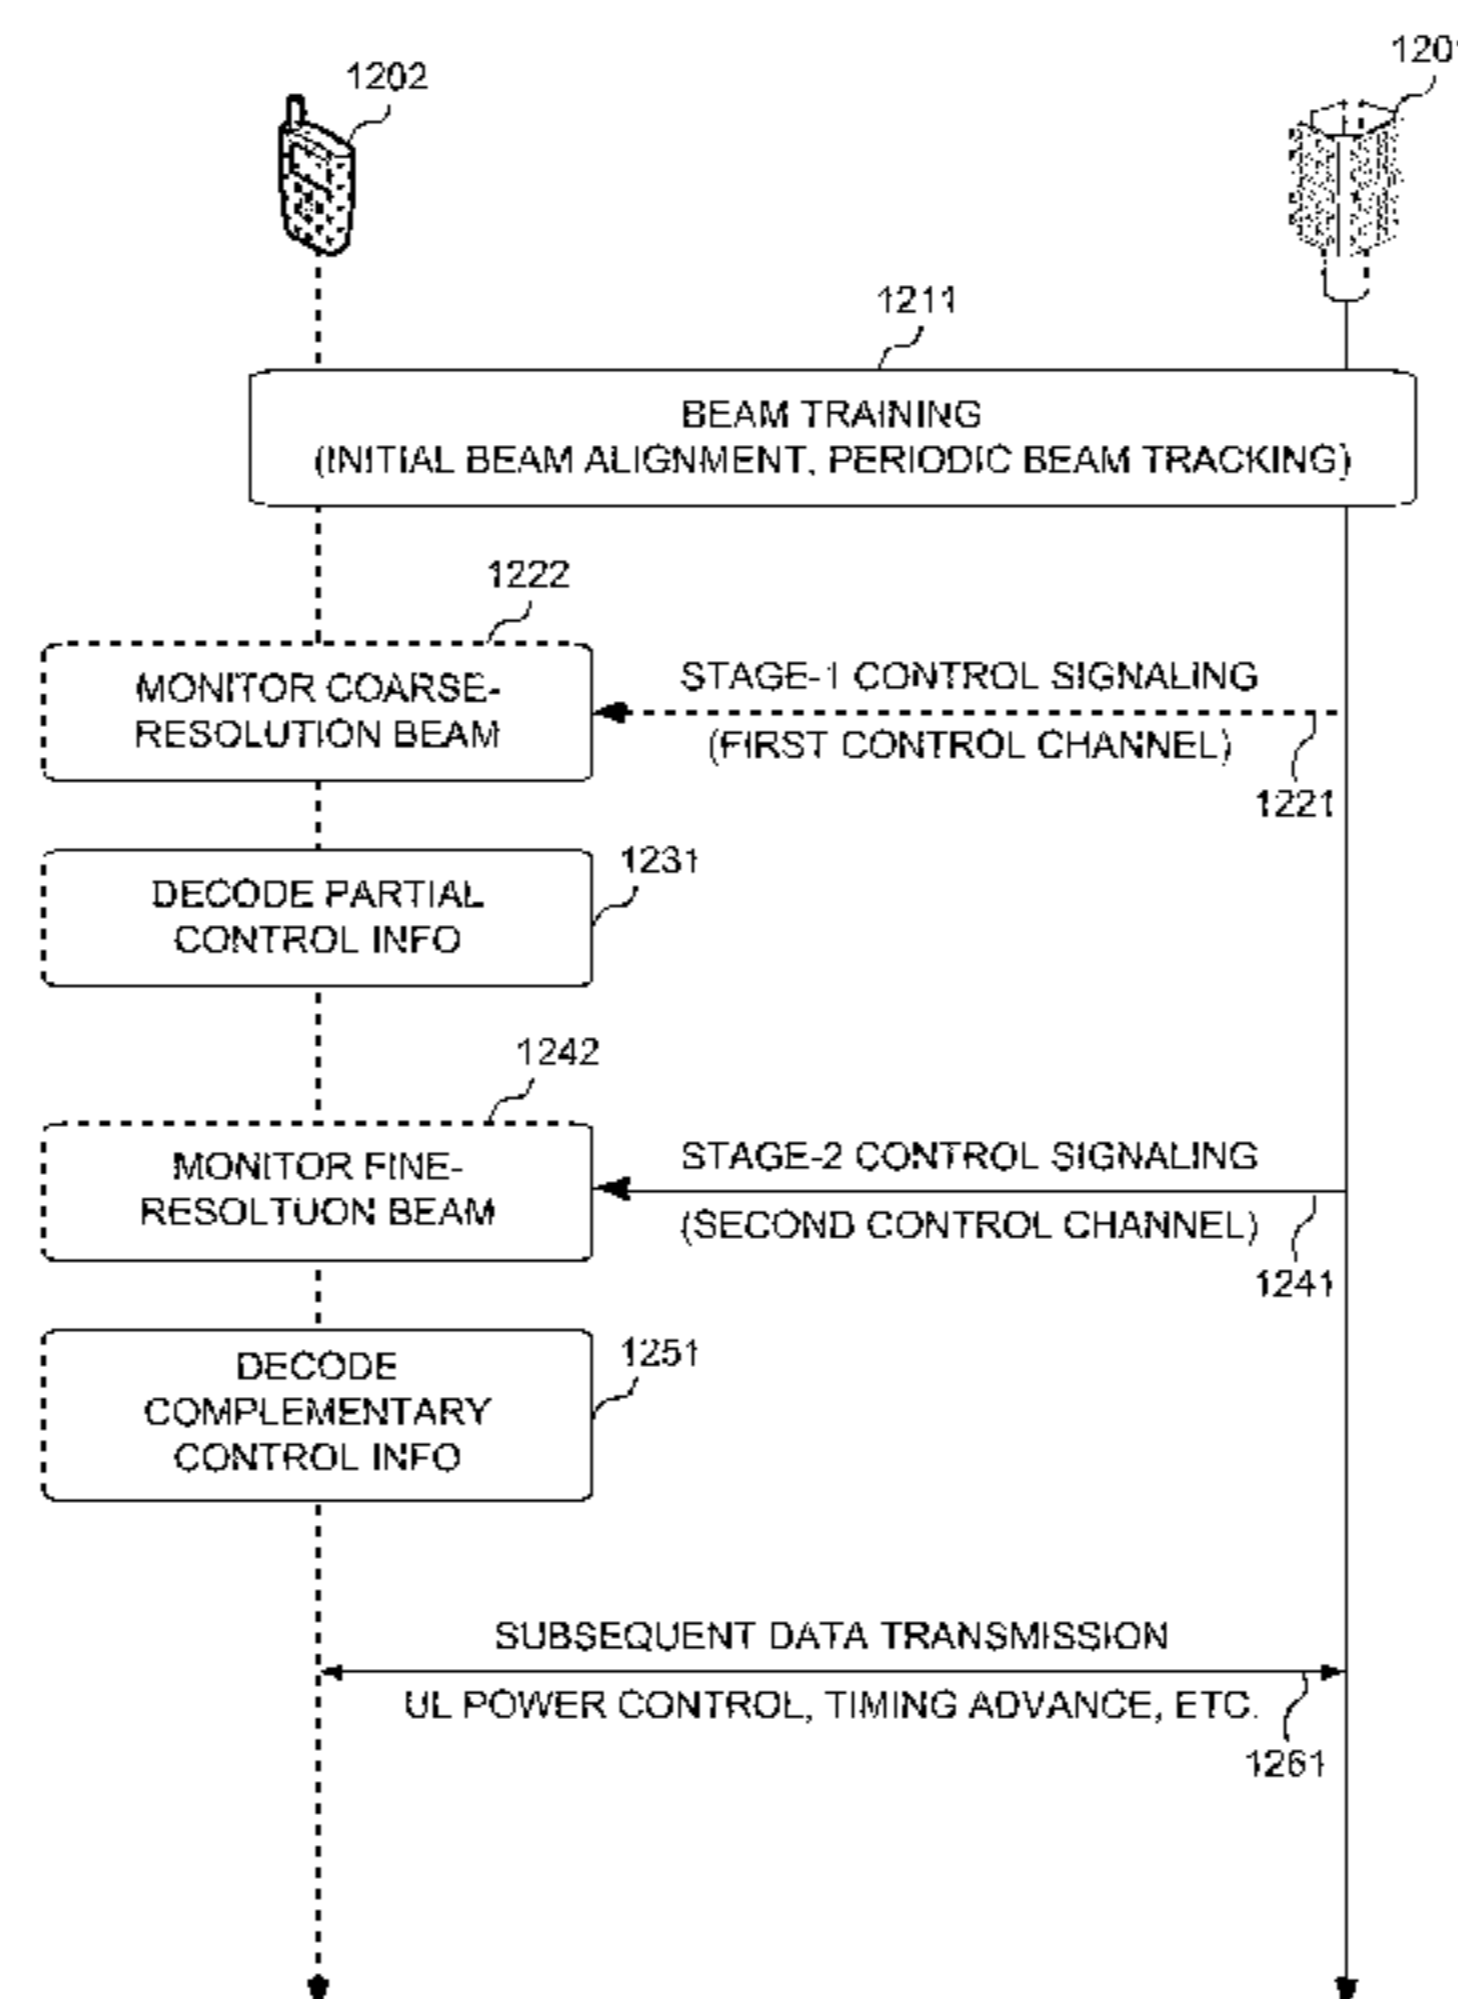 1202
1201
1211
BEAM TRAINING
(INITIAL BEAM ALIGNMENT, PERIODIC BEAM TRACKING)
1222
MONITOR COARSE-
RESOLUTION BEAM
STAGE-1 CONTROL SIGNALING
(FIRST CONTROL CHANNEL)
1221
1231
DECODE PARTIAL
CONTROL INFO
1242
MONITOR FINE-
RESOLTUON BEAM
STAGE-2 CONTROL SIGNALING
(SECOND CONTROL CHANNEL)
1241
1251
DECODE
COMPLEMENTARY
CONTROL INFO
SUBSEQUENT DATA TRANSMISSION
UL POWER CONTROL, TIMING ADVANCE, ETC.
1261